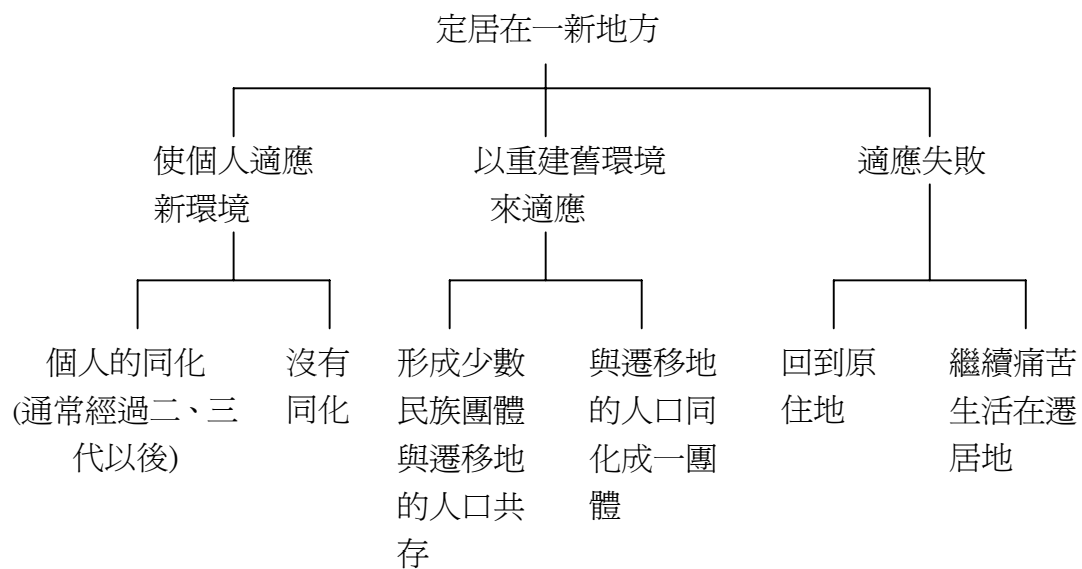 定居在一新地方
使個人適應
新環境
以重建舊環境
來適應
適應失敗
個人的同化
(通常經過二、三
代以後)
沒有
同化
形成少數
民族團體
與遷移地
的人口共
存
與遷移地
的人口同
化成一團
體
回到原
住地
繼續痛苦
生活在遷
居地